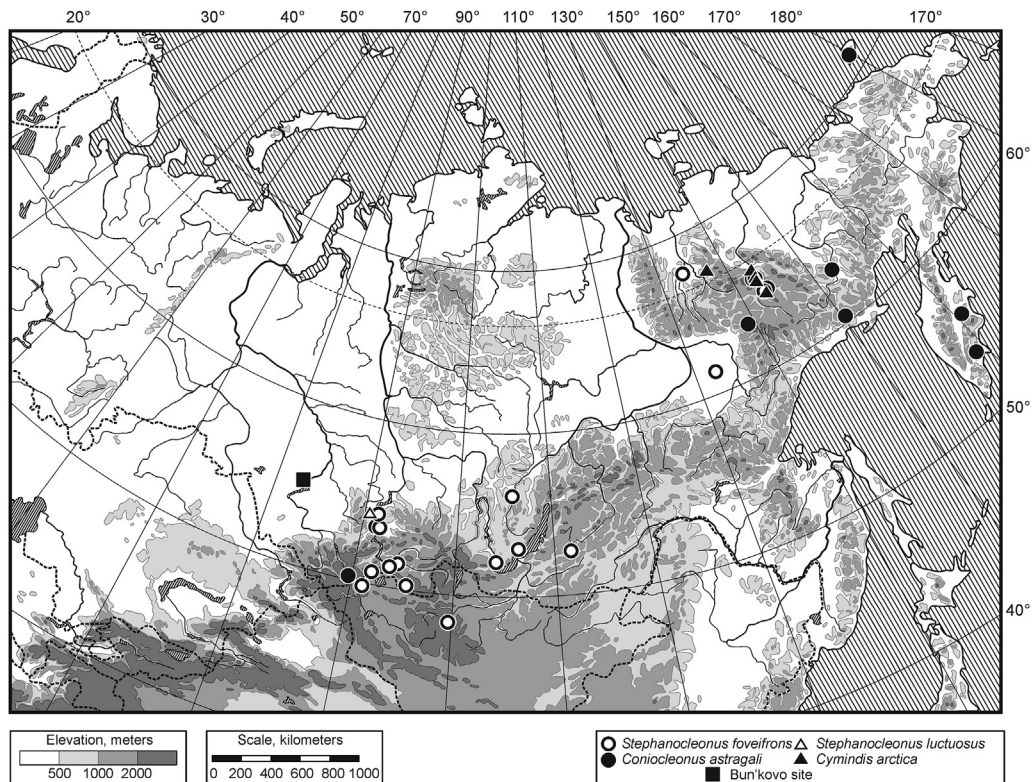 20° 30° 40° 50° 70° 90° 110° 130° 150° 160° 170° 180° 170°
60°
50°
40°
Elevation, meters
500 1000 2000
Scale, kilometers
0 200 400 600 800 1000
Stephanocleonus foveifrons Stephanocleonus luctuosus
Coniocleonus astragali Cymindis arctica
Bun'kovo site